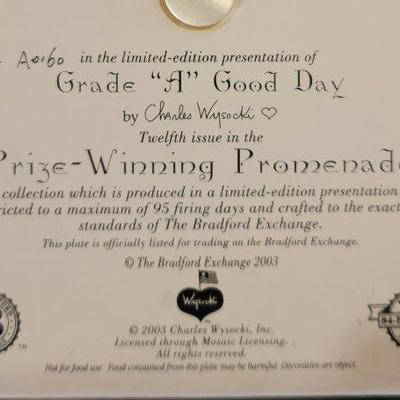 A0160 in the limited-edition presentation of
Grade "A" Good Day
by Charles Wysocki ♡
Twelfth issue in the
Prize-Winning Promenade
collection which is produced in a limited-edition presentation
ricted to a maximum of 95 firing days and crafted to the exact
standards of The Bradford Exchange.
This plate is officially listed for trading on the Bradford Exchange.
© The Bradford Exchange 2003
Wysocki
™
© 2003 Charles Wysocki, Inc.
Licensed through Mosaic Licensing.
All rights reserved.
Not for food use. Food consumed from this plate may be harmful. Decorative art object.